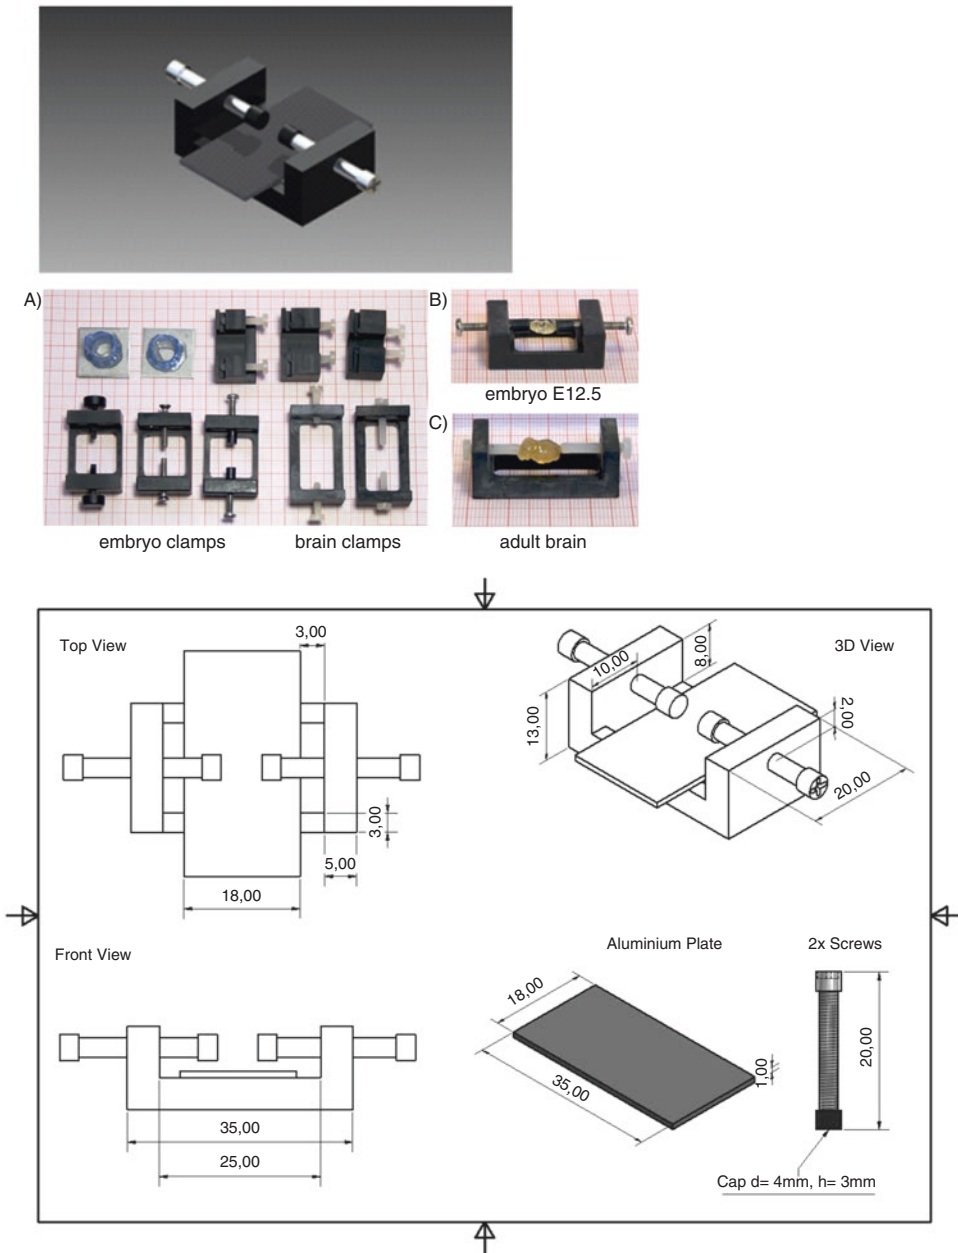 A)
B)
embryo E12.5
C)
embryo clamps
brain clamps
adult brain
Top View
3,00
3D View
10,00
8,00
13,00
2,00
20,00
3,00
5,00
18,00
Front View
Aluminium Plate
2x Screws
18,00
1,00
35,00
20,00
35,00
25,00
Cap d= 4mm, h= 3mm